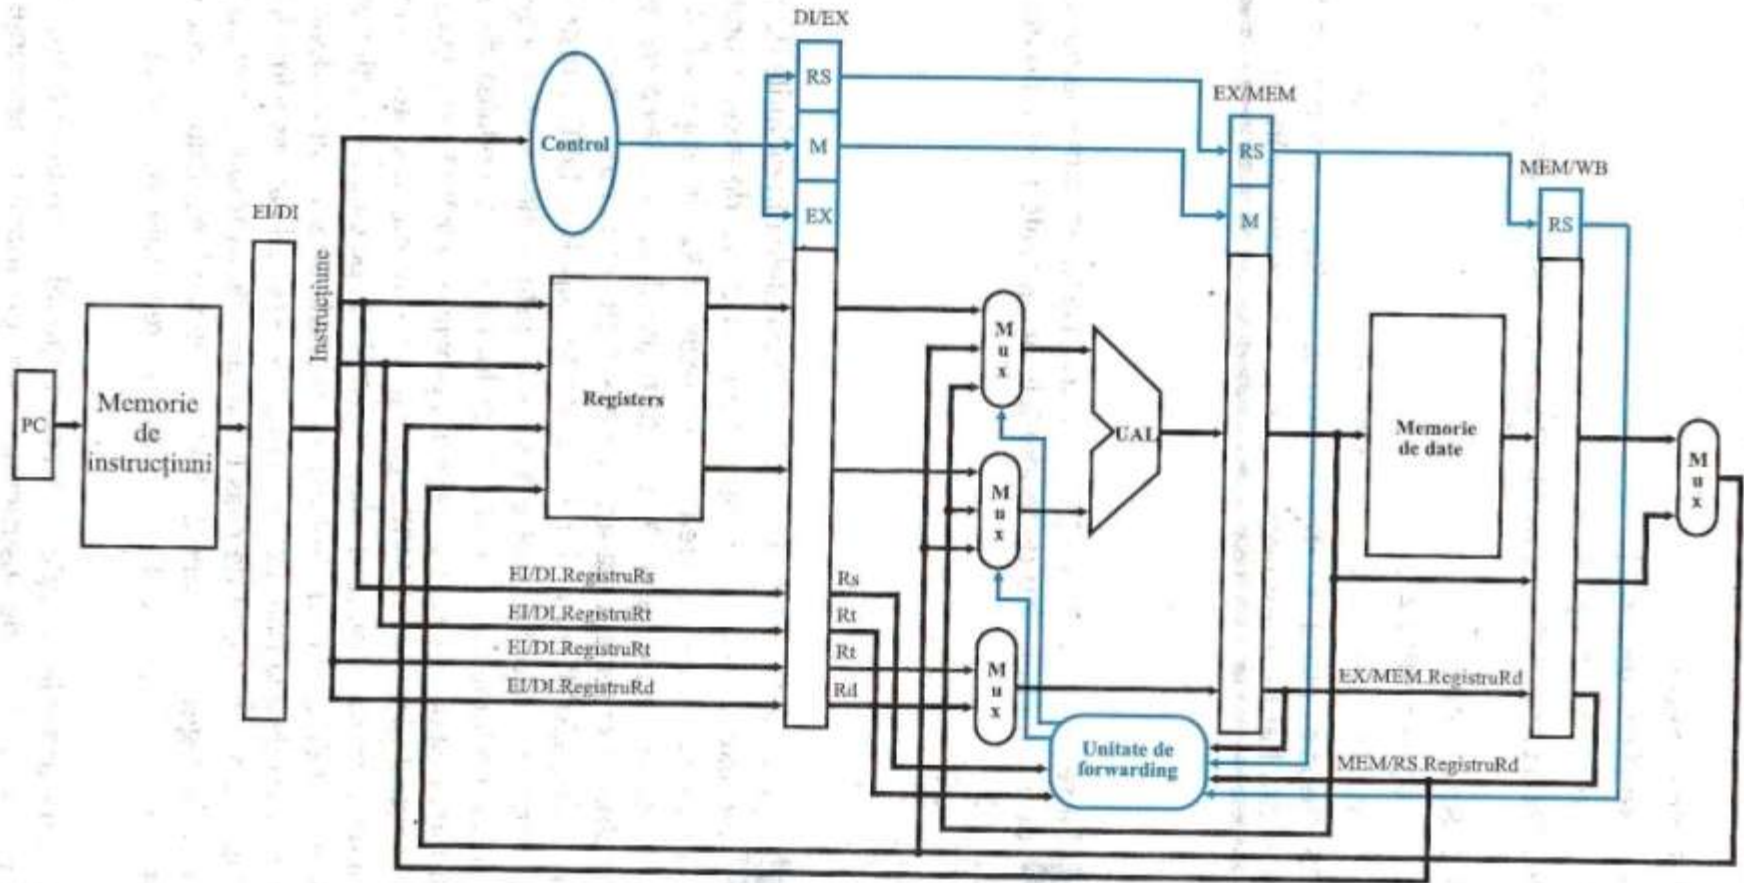 DI/EX
RS
EX/MEM
Control
M
RS
MEM/WB
EI/DI
EX
M
RS
Instrucțiune
PC
Memorie
de
instrucțiuni
Registers
M
u
x
UAL
Memorie
de date
M
u
x
M
u
x
EI/DI.RegistruRs
Rs
EI/DI.RegistruRt
Rt
EI/DI.RegistruRt
Rt
EI/DI.RegistruRd
Rd
M
u
x
EX/MEM.RegistruRd
Unitate de
forwarding
MEM/RS.RegistruRd